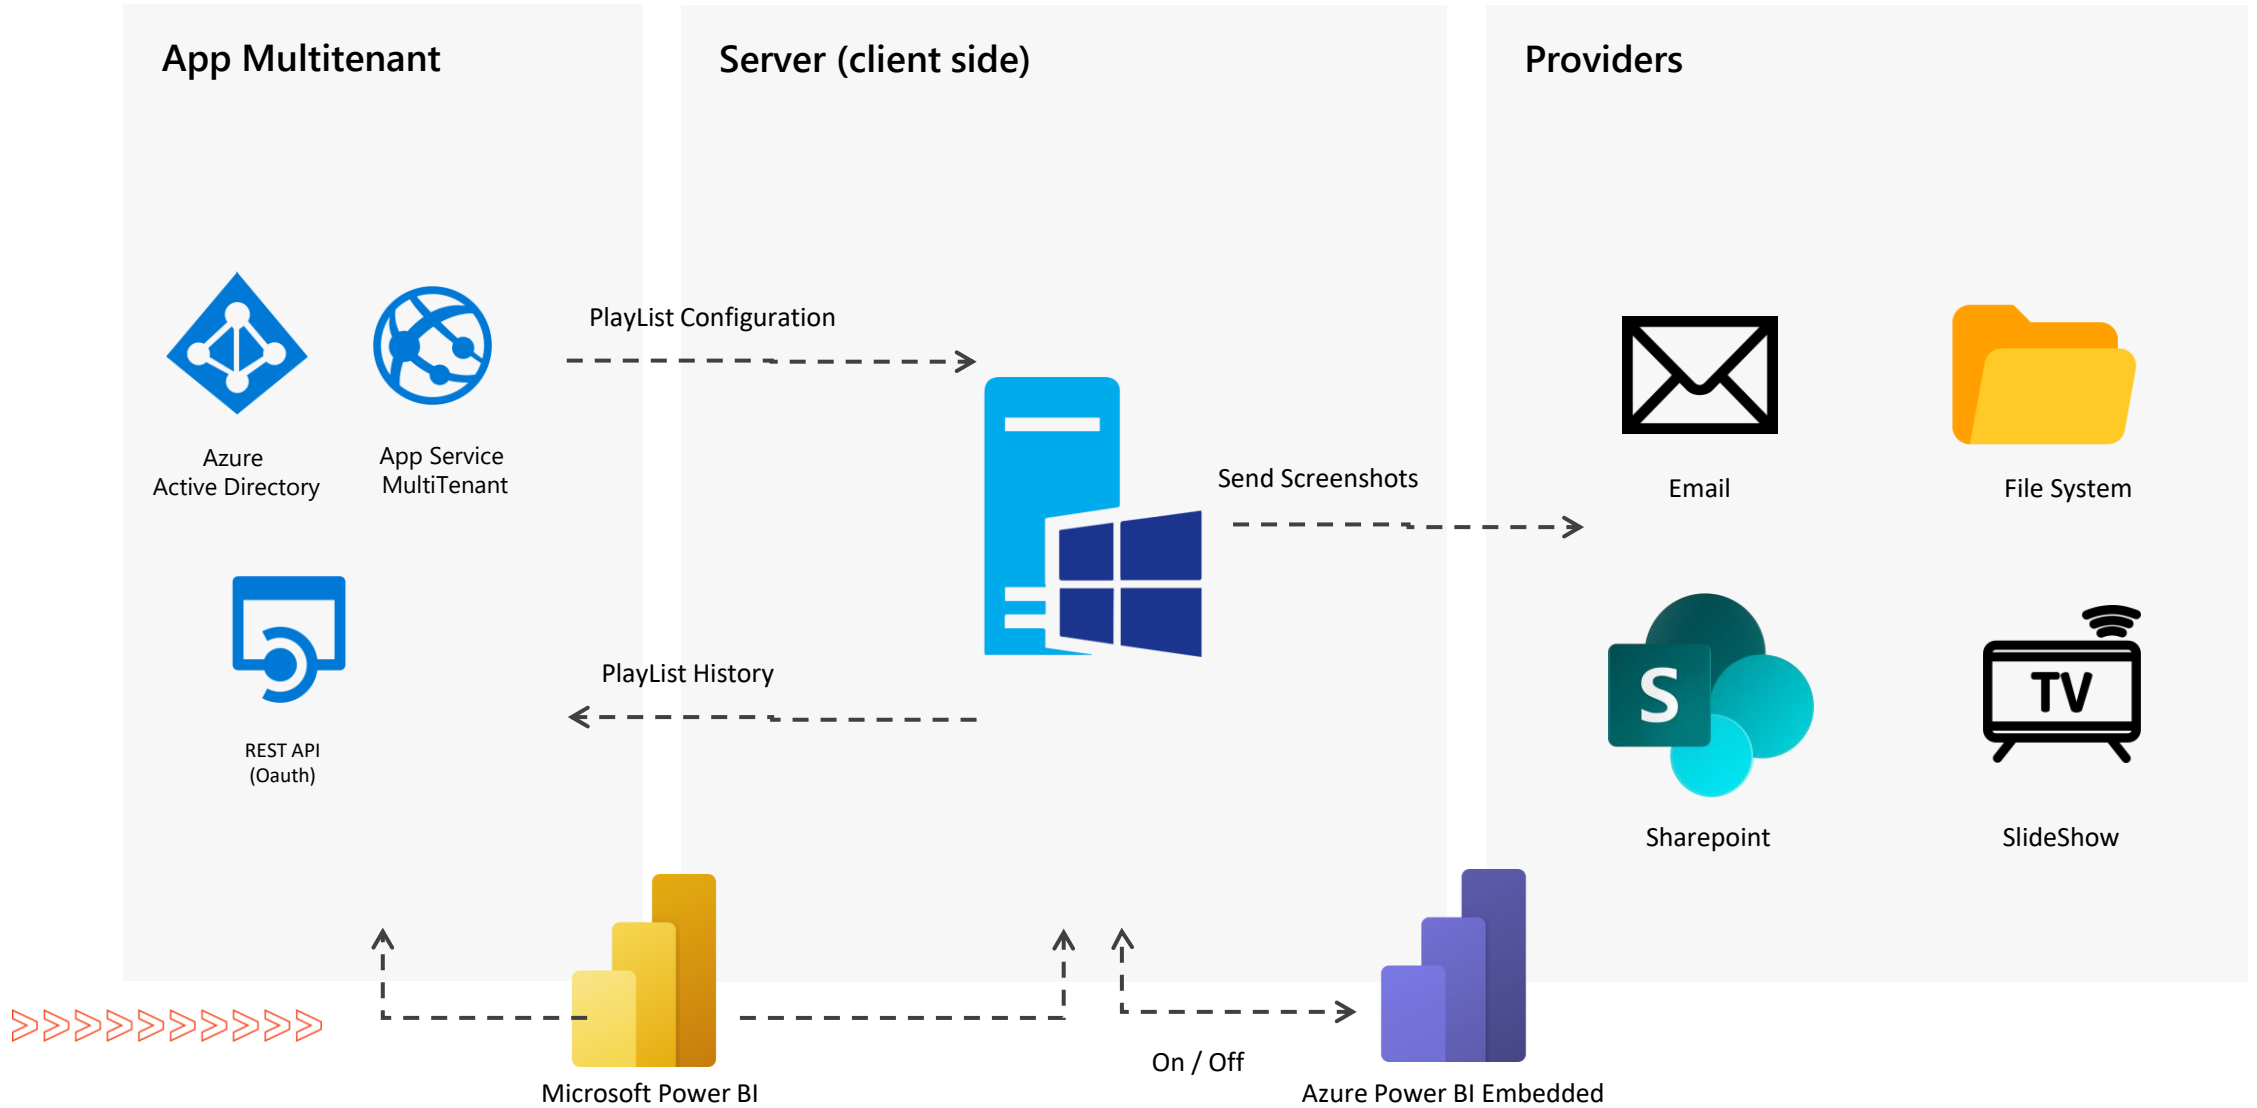 App Multitenant
Server (client side)
Providers
PlayList Configuration
Azure
Active Directory
App Service
MultiTenant
Send Screenshots
Email
File System
PlayList History
REST API
(Oauth)
S
TV
Sharepoint
SlideShow
On / Off
Microsoft Power BI
Azure Power BI Embedded